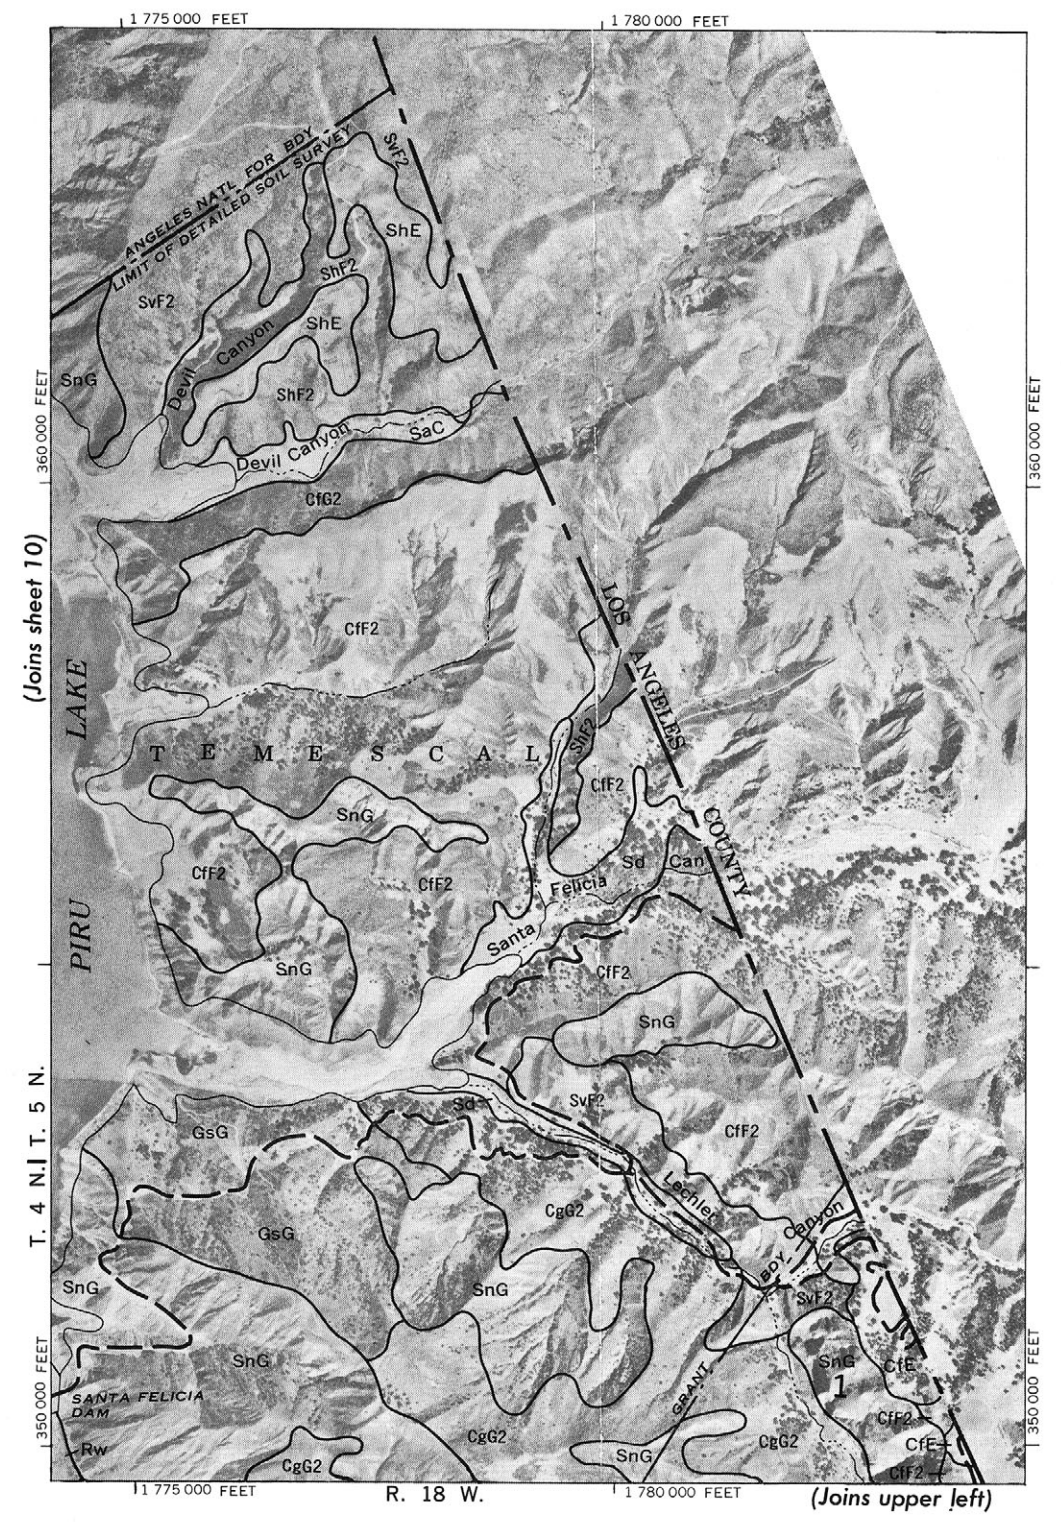 1 775 000 FEET
1 780 000 FEET
ANGELES NATL FOR BDY
LIMIT OF DETAILED SOIL SURVEY
SvF2
ShE
ShF2
SvF2
ShE
Devil Canyon
SnG
ShF2
360 000 FEET
360 000 FEET
SaC
Devil Canyon
CfG2
(Joins sheet 10)
LOS ANGELES COUNTY
CfF2
LAKE PIRU
TEMESCAL
ShF2
CfF2
SnG
Sd
Can
CfF2
CfF2
Santa Felicia
SnG
CfF2
SnG
SvF2
Sd
GsG
CfF2
T. 4 N. T. 5 N.
Lechler Canyon
CgG2
GsG
SnG
SnG
BDY
SvF2
SnG
SnG
1
CfE
GRANT
350 000 FEET
350 000 FEET
SANTA FELICIA
DAM
CfF2
Rw
CgG2
CgG2
SnG
CgG2
CfE
CfF2
1 775 000 FEET
R. 18 W.
1 780 000 FEET
(Joins upper left)